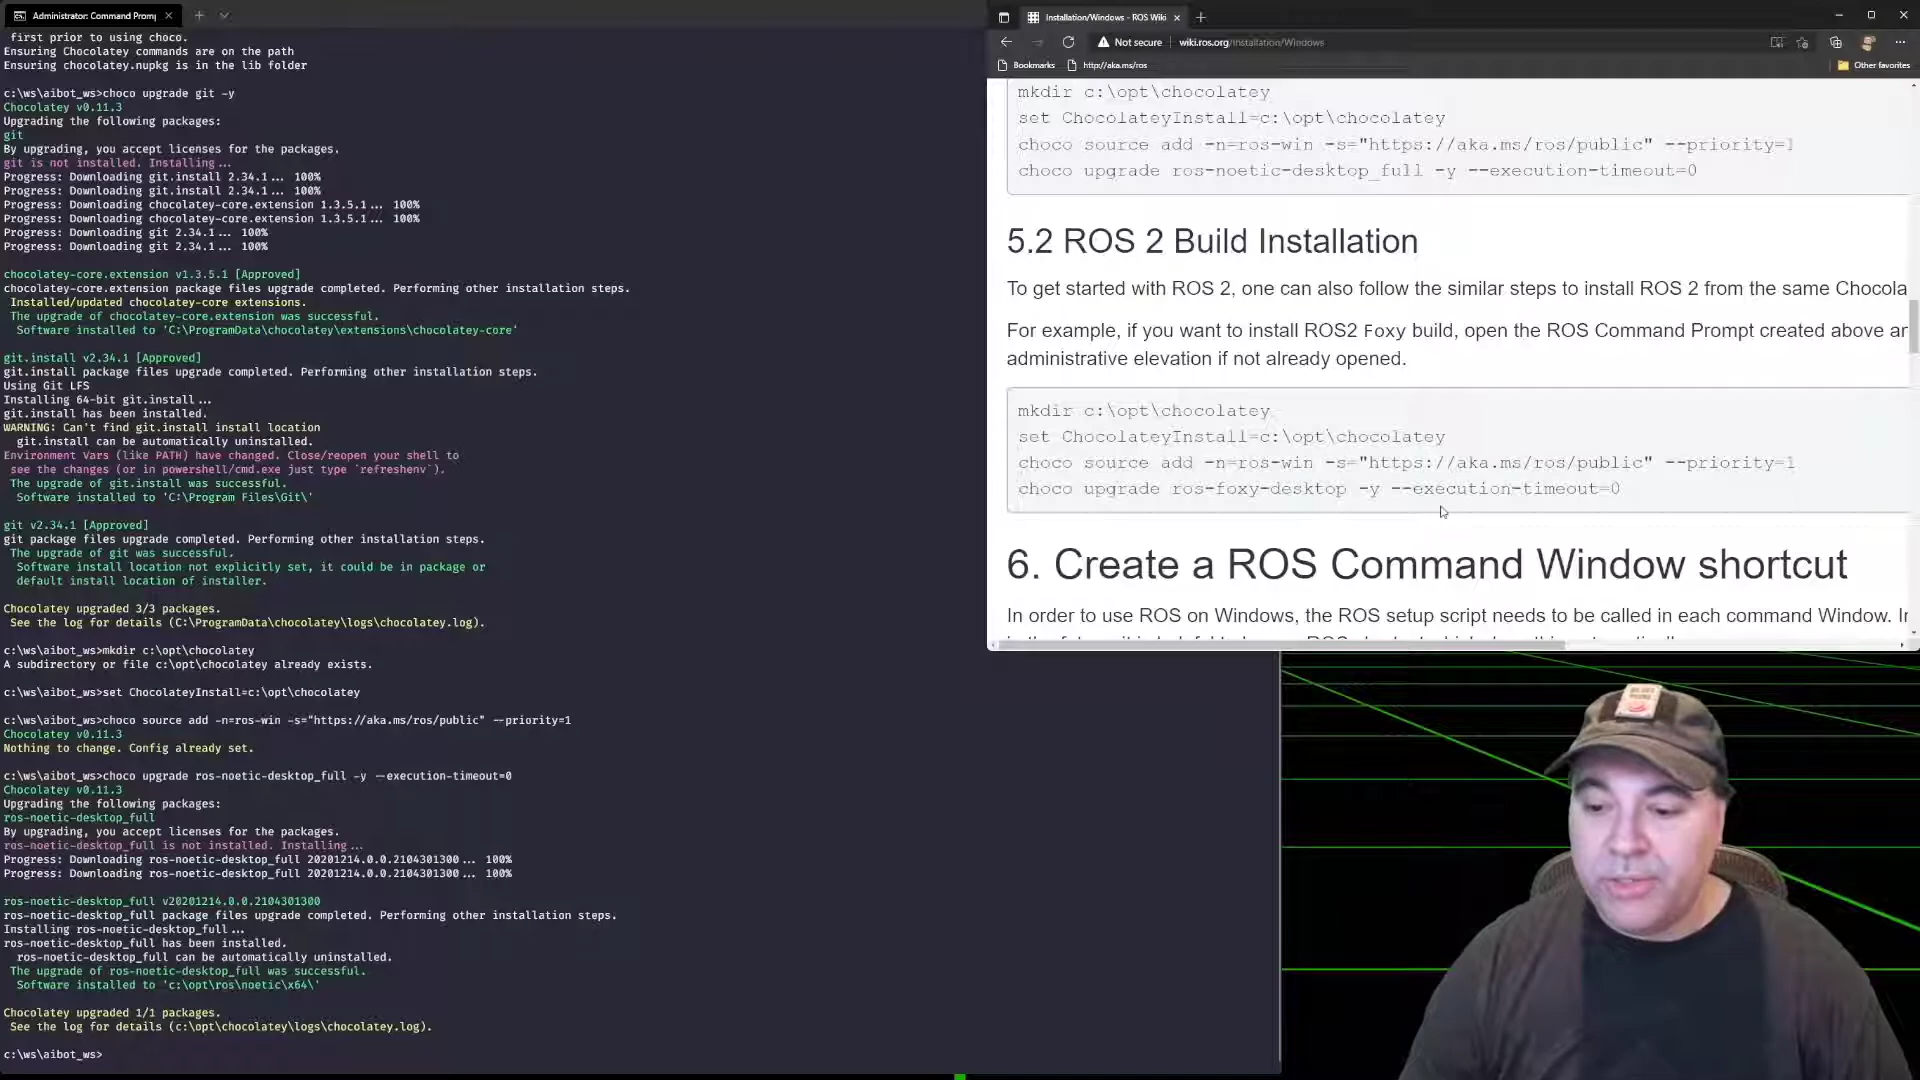 Administrator: Command Promp
first prior to using choco.
Ensuring Chocolatey commands are on the path
Ensuring chocolatey.nupkg is in the lib folder
c:\ws\aibot_ws>choco upgrade git -y
Chocolatey v0.11.3
Upgrading the following packages:
git
By upgrading, you accept licenses for the packages.
git is not installed. Installing...
Progress: Downloading git.install 2.34.1... 100%
Progress: Downloading git.install 2.34.1... 100%
Progress: Downloading chocolatey-core.extension 1.3.5.1... 100%
Progress: Downloading chocolatey-core.extension 1.3.5.1... 100%
Progress: Downloading git 2.34.1... 100%
Progress: Downloading git 2.34.1... 100%
chocolatey-core.extension v1.3.5.1 [Approved]
chocolatey-core.extension package files upgrade completed. Performing other installation steps.
Installed/updated chocolatey-core extensions.
The upgrade of chocolatey-core.extension was successful.
Software installed to 'C:\ProgramData\chocolatey\extensions\chocolatey-core'
git.install v2.34.1 [Approved]
git.install package files upgrade completed. Performing other installation steps.
Using Git LFS
Installing 64-bit git.install...
git.install has been installed.
WARNING: Can't find git.install install location
git.install can be automatically uninstalled.
Environment Vars (like PATH) have changed. Close/reopen your shell to
see the changes (or in powershell/cmd.exe just type `refreshenv`).
The upgrade of git.install was successful.
Software installed to 'C:\Program Files\Git\'
git v2.34.1 [Approved]
git package files upgrade completed. Performing other installation steps.
The upgrade of git was successful.
Software install location not explicitly set, it could be in package or
default install location of installer.
Chocolatey upgraded 3/3 packages.
See the log for details (C:\ProgramData\chocolatey\logs\chocolatey.log).
c:\ws\aibot_ws>mkdir c:\opt\chocolatey
A subdirectory or file c:\opt\chocolatey already exists.
c:\ws\aibot_ws>set ChocolateyInstall=c:\opt\chocolatey
c:\ws\aibot_ws>choco source add -n=ros-win -s="https://aka.ms/ros/public" --priority=1
Chocolatey v0.11.3
Nothing to change. Config already set.
c:\ws\aibot_ws>choco upgrade ros-noetic-desktop_full -y --execution-timeout=0
Chocolatey v0.11.3
Upgrading the following packages:
ros-noetic-desktop_full
By upgrading, you accept licenses for the packages.
ros-noetic-desktop_full is not installed. Installing...
Progress: Downloading ros-noetic-desktop_full 20201214.0.0.2104301300... 100%
Progress: Downloading ros-noetic-desktop_full 20201214.0.0.2104301300... 100%
ros-noetic-desktop_full v20201214.0.0.2104301300
ros-noetic-desktop_full package files upgrade completed. Performing other installation steps.
Installing ros-noetic-desktop_full...
ros-noetic-desktop_full has been installed.
ros-noetic-desktop_full can be automatically uninstalled.
The upgrade of ros-noetic-desktop_full was successful.
Software installed to 'c:\opt\ros\noetic\x64\'
Chocolatey upgraded 1/1 packages.
See the log for details (c:\opt\chocolatey\logs\chocolatey.log).
c:\ws\aibot_ws>
Installation/Windows - ROS Wiki
Not secure | wiki.ros.org/Installation/Windows
Bookmarks http://aka.ms/ros Other favorites
mkdir c:\opt\chocolatey
set ChocolateyInstall=c:\opt\chocolatey
choco source add -n=ros-win -s="https://aka.ms/ros/public" --priority=1
choco upgrade ros-noetic-desktop_full -y --execution-timeout=0
5.2 ROS 2 Build Installation
To get started with ROS 2, one can also follow the similar steps to install ROS 2 from the same Chocola
For example, if you want to install ROS2 Foxy build, open the ROS Command Prompt created above an
administrative elevation if not already opened.
mkdir c:\opt\chocolatey
set ChocolateyInstall=c:\opt\chocolatey
choco source add -n=ros-win -s="https://aka.ms/ros/public" --priority=1
choco upgrade ros-foxy-desktop -y --execution-timeout=0
6. Create a ROS Command Window shortcut
In order to use ROS on Windows, the ROS setup script needs to be called in each command Window. Ir